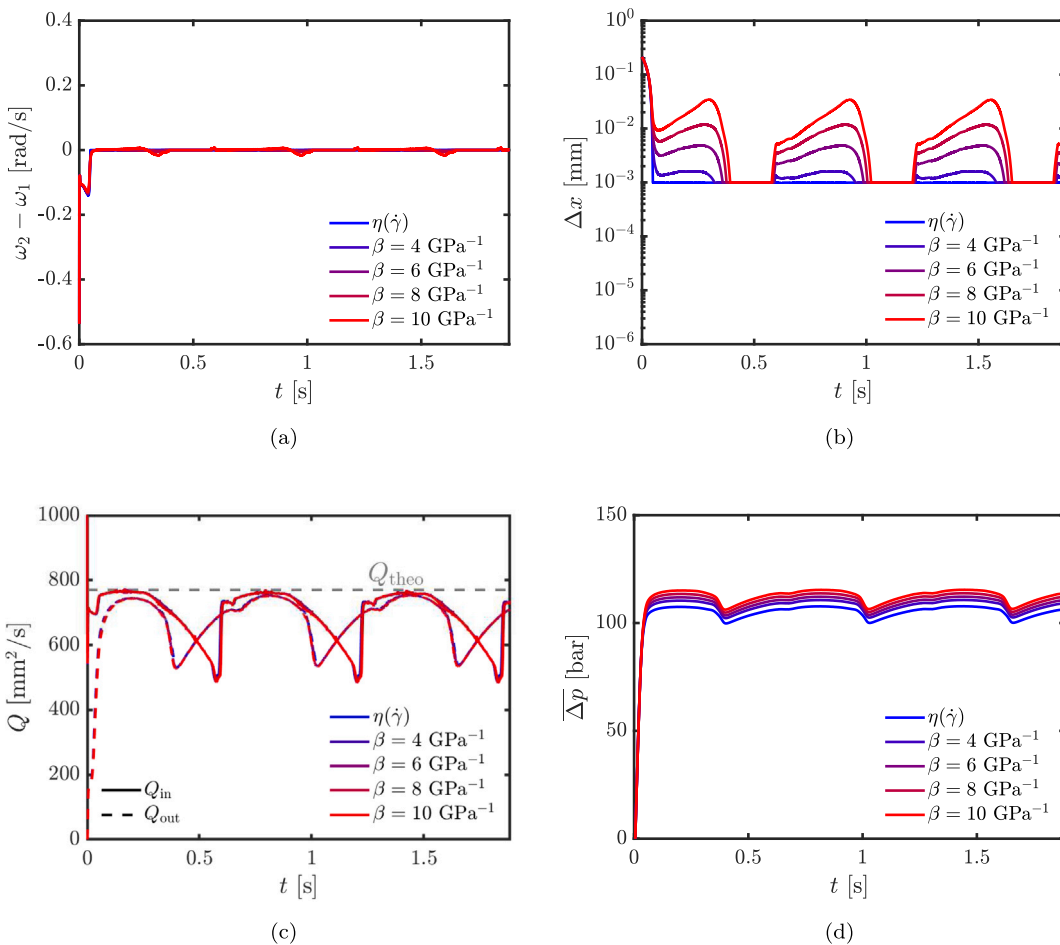 0.4
0.2
0
-0.2
-0.4
-0.6
ω₂ − ω₁ [rad/s]
η(γ̇)
β = 4 GPa⁻¹
β = 6 GPa⁻¹
β = 8 GPa⁻¹
β = 10 GPa⁻¹
0 0.5 1 1.5
t [s]
(a)
10⁰
10⁻¹
10⁻²
10⁻³
10⁻⁴
10⁻⁵
10⁻⁶
Δx [mm]
η(γ̇)
β = 4 GPa⁻¹
β = 6 GPa⁻¹
β = 8 GPa⁻¹
β = 10 GPa⁻¹
0 0.5 1 1.5
t [s]
(b)
1000
800
600
400
200
0
Q [mm²/s]
Q_theo
η(γ̇)
β = 4 GPa⁻¹
β = 6 GPa⁻¹
β = 8 GPa⁻¹
β = 10 GPa⁻¹
Q_in
Q_out
0 0.5 1 1.5
t [s]
(c)
150
100
50
0
Δp̅ [bar]
η(γ̇)
β = 4 GPa⁻¹
β = 6 GPa⁻¹
β = 8 GPa⁻¹
β = 10 GPa⁻¹
0 0.5 1 1.5
t [s]
(d)